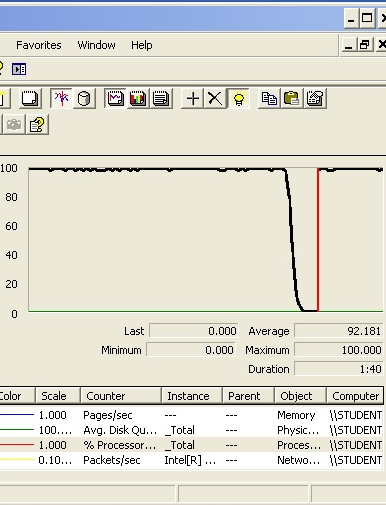 Favorites Window Help
100
80
60
40
20
0
Last 0.000 Average 92.181
Minimum 0.000 Maximum 100.000
Duration 1:40
Color Scale Counter Instance Parent Object Computer
1.000 Pages/sec --- --- Memory \\STUDENT
100.... Avg. Disk Qu... _Total --- Physic... \\STUDENT
1.000 % Processor... _Total --- Proces... \\STUDENT
0.10... Packets/sec Intel[R] ... --- Netwo... \\STUDENT